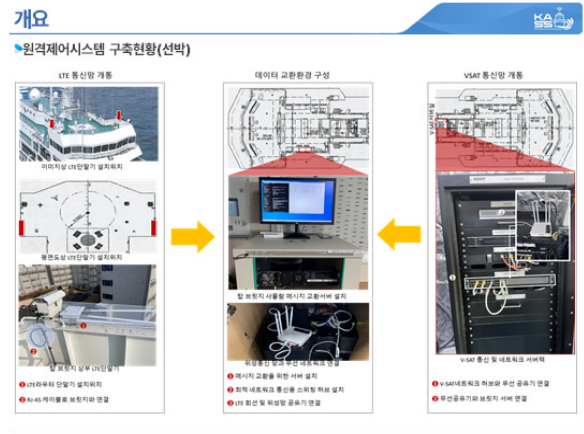 개요
KASS
원격제어시스템 구축현황(선박)
LTE 통신망 개통
이미지상 LTE단말기 설치위치
평면도상 LTE단말기 설치위치
탑 브릿지 상부 LTE단말기
❶ LTE라우터 단말기 설치위치
❷ RJ-45 케이블로 브릿지와 연결
데이터 교환환경 구성
탑 브릿지 사물함 메시지 교환서버 설치
위성통신 망과 무선 네트워크 연결
❶ 메시지 교환을 위한 서버 설치
❷ 최적 네트워크 통신용 스위칭 허브 설치
❸ LTE 회선 및 위성망 공유기 연결
VSAT 통신망 개통
V-SAT 통신 및 네트워크 서버랙
❶ V-SAT네트워크 허브와 무선 공유기 연결
❷ 무선공유기와 브릿지 서버 연결